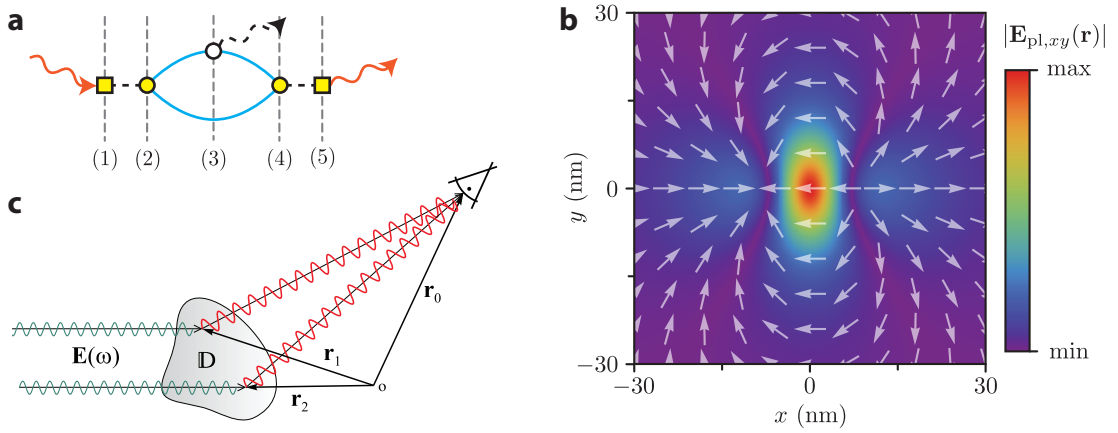 a
(1) (2) (3) (4) (5)
b
30
0
−30
y (nm)
−30 0 30
x (nm)
|E_pl,xy(r)|
max
min
c
E(ω)
𝔻
r_1
r_2
r_0
o